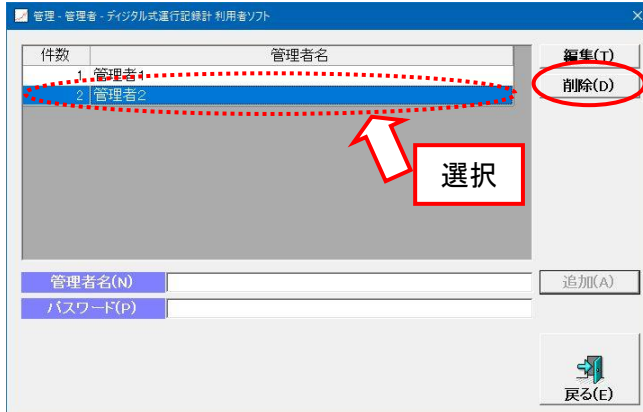 管理 - 管理者 - ディジタル式運行記録計 利用者ソフト
件数 管理者名
1 管理者1
2 管理者2
編集(T)
削除(D)
選択
管理者名(N)
追加(A)
パスワード(P)
戻る(E)